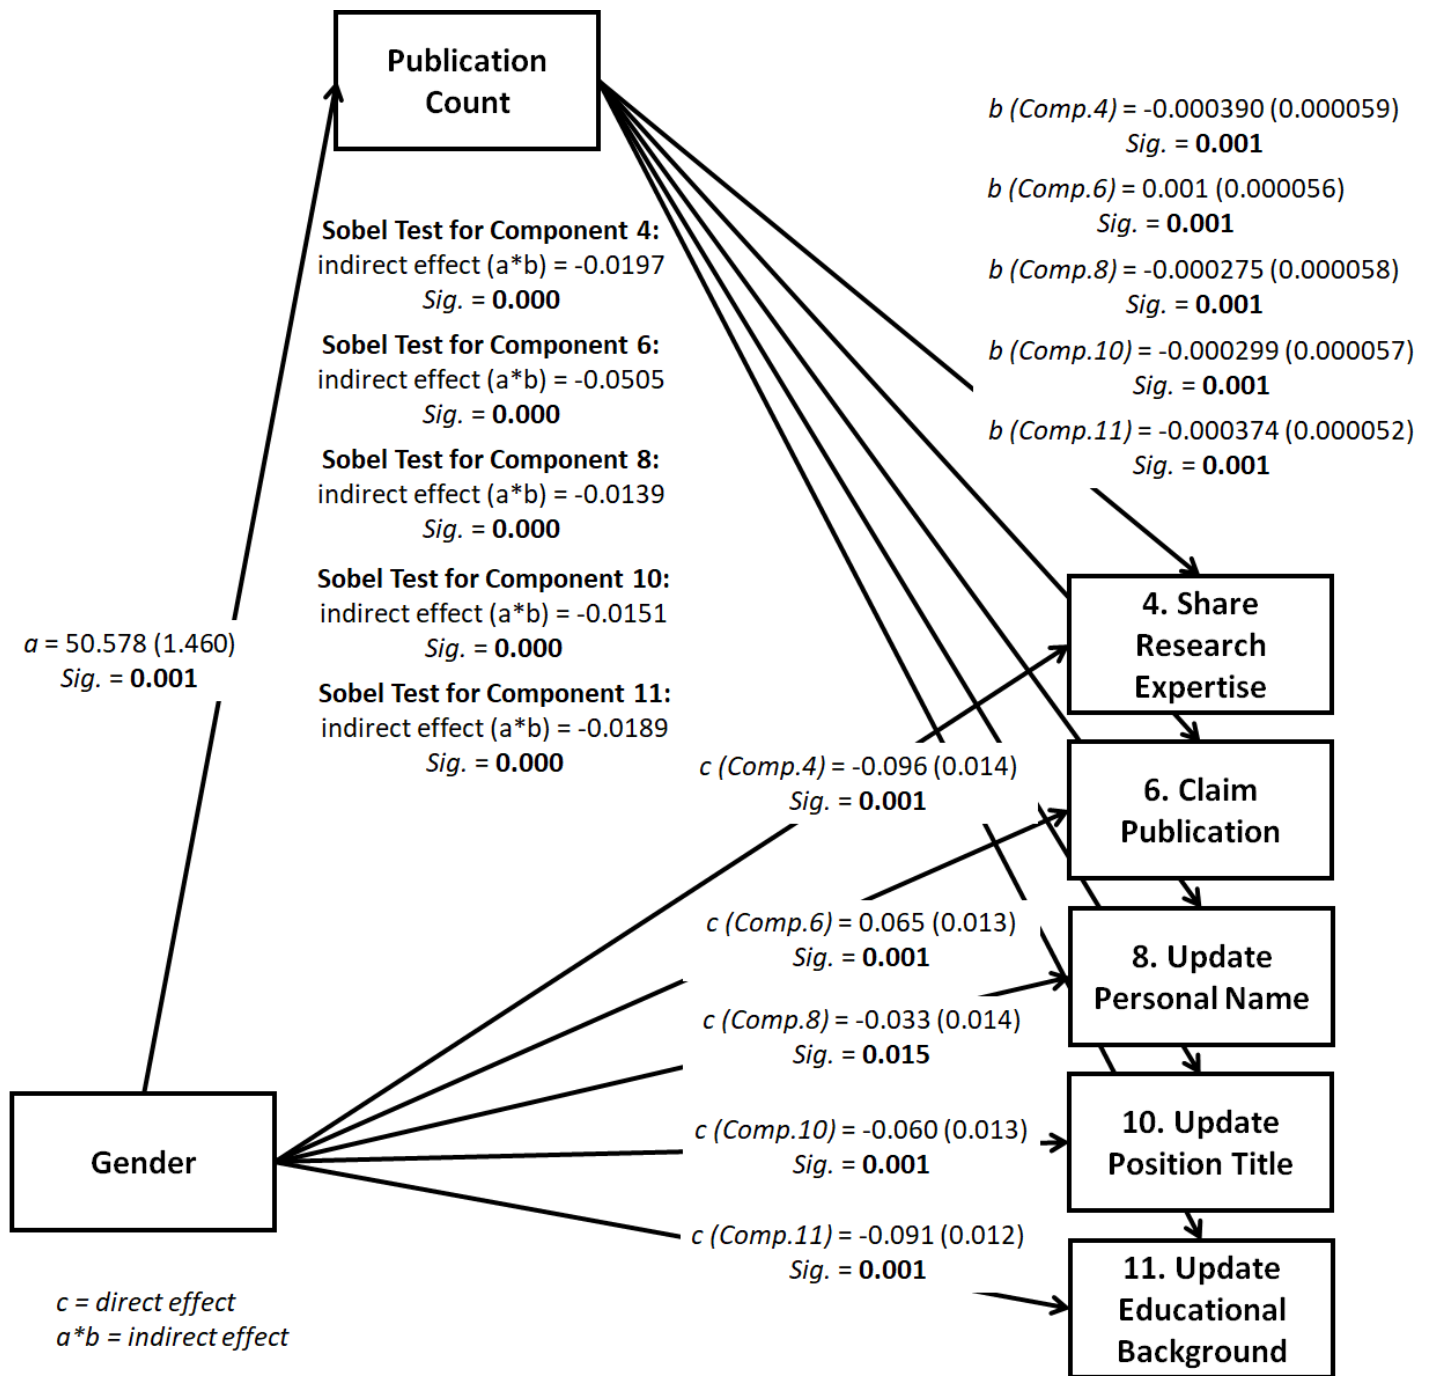 Publication
Count
b (Comp.4) = -0.000390 (0.000059)
Sig. = 0.001
b (Comp.6) = 0.001 (0.000056)
Sig. = 0.001
b (Comp.8) = -0.000275 (0.000058)
Sig. = 0.001
b (Comp.10) = -0.000299 (0.000057)
Sig. = 0.001
b (Comp.11) = -0.000374 (0.000052)
Sig. = 0.001
Sobel Test for Component 4:
indirect effect (a*b) = -0.0197
Sig. = 0.000
Sobel Test for Component 6:
indirect effect (a*b) = -0.0505
Sig. = 0.000
Sobel Test for Component 8:
indirect effect (a*b) = -0.0139
Sig. = 0.000
Sobel Test for Component 10:
indirect effect (a*b) = -0.0151
Sig. = 0.000
Sobel Test for Component 11:
indirect effect (a*b) = -0.0189
Sig. = 0.000
a = 50.578 (1.460)
Sig. = 0.001
4. Share
Research
Expertise
c (Comp.4) = -0.096 (0.014)
Sig. = 0.001
6. Claim
Publication
c (Comp.6) = 0.065 (0.013)
Sig. = 0.001
8. Update
Personal Name
c (Comp.8) = -0.033 (0.014)
Sig. = 0.015
c (Comp.10) = -0.060 (0.013)
Sig. = 0.001
10. Update
Position Title
Gender
c (Comp.11) = -0.091 (0.012)
Sig. = 0.001
11. Update
Educational
Background
c = direct effect
a*b = indirect effect